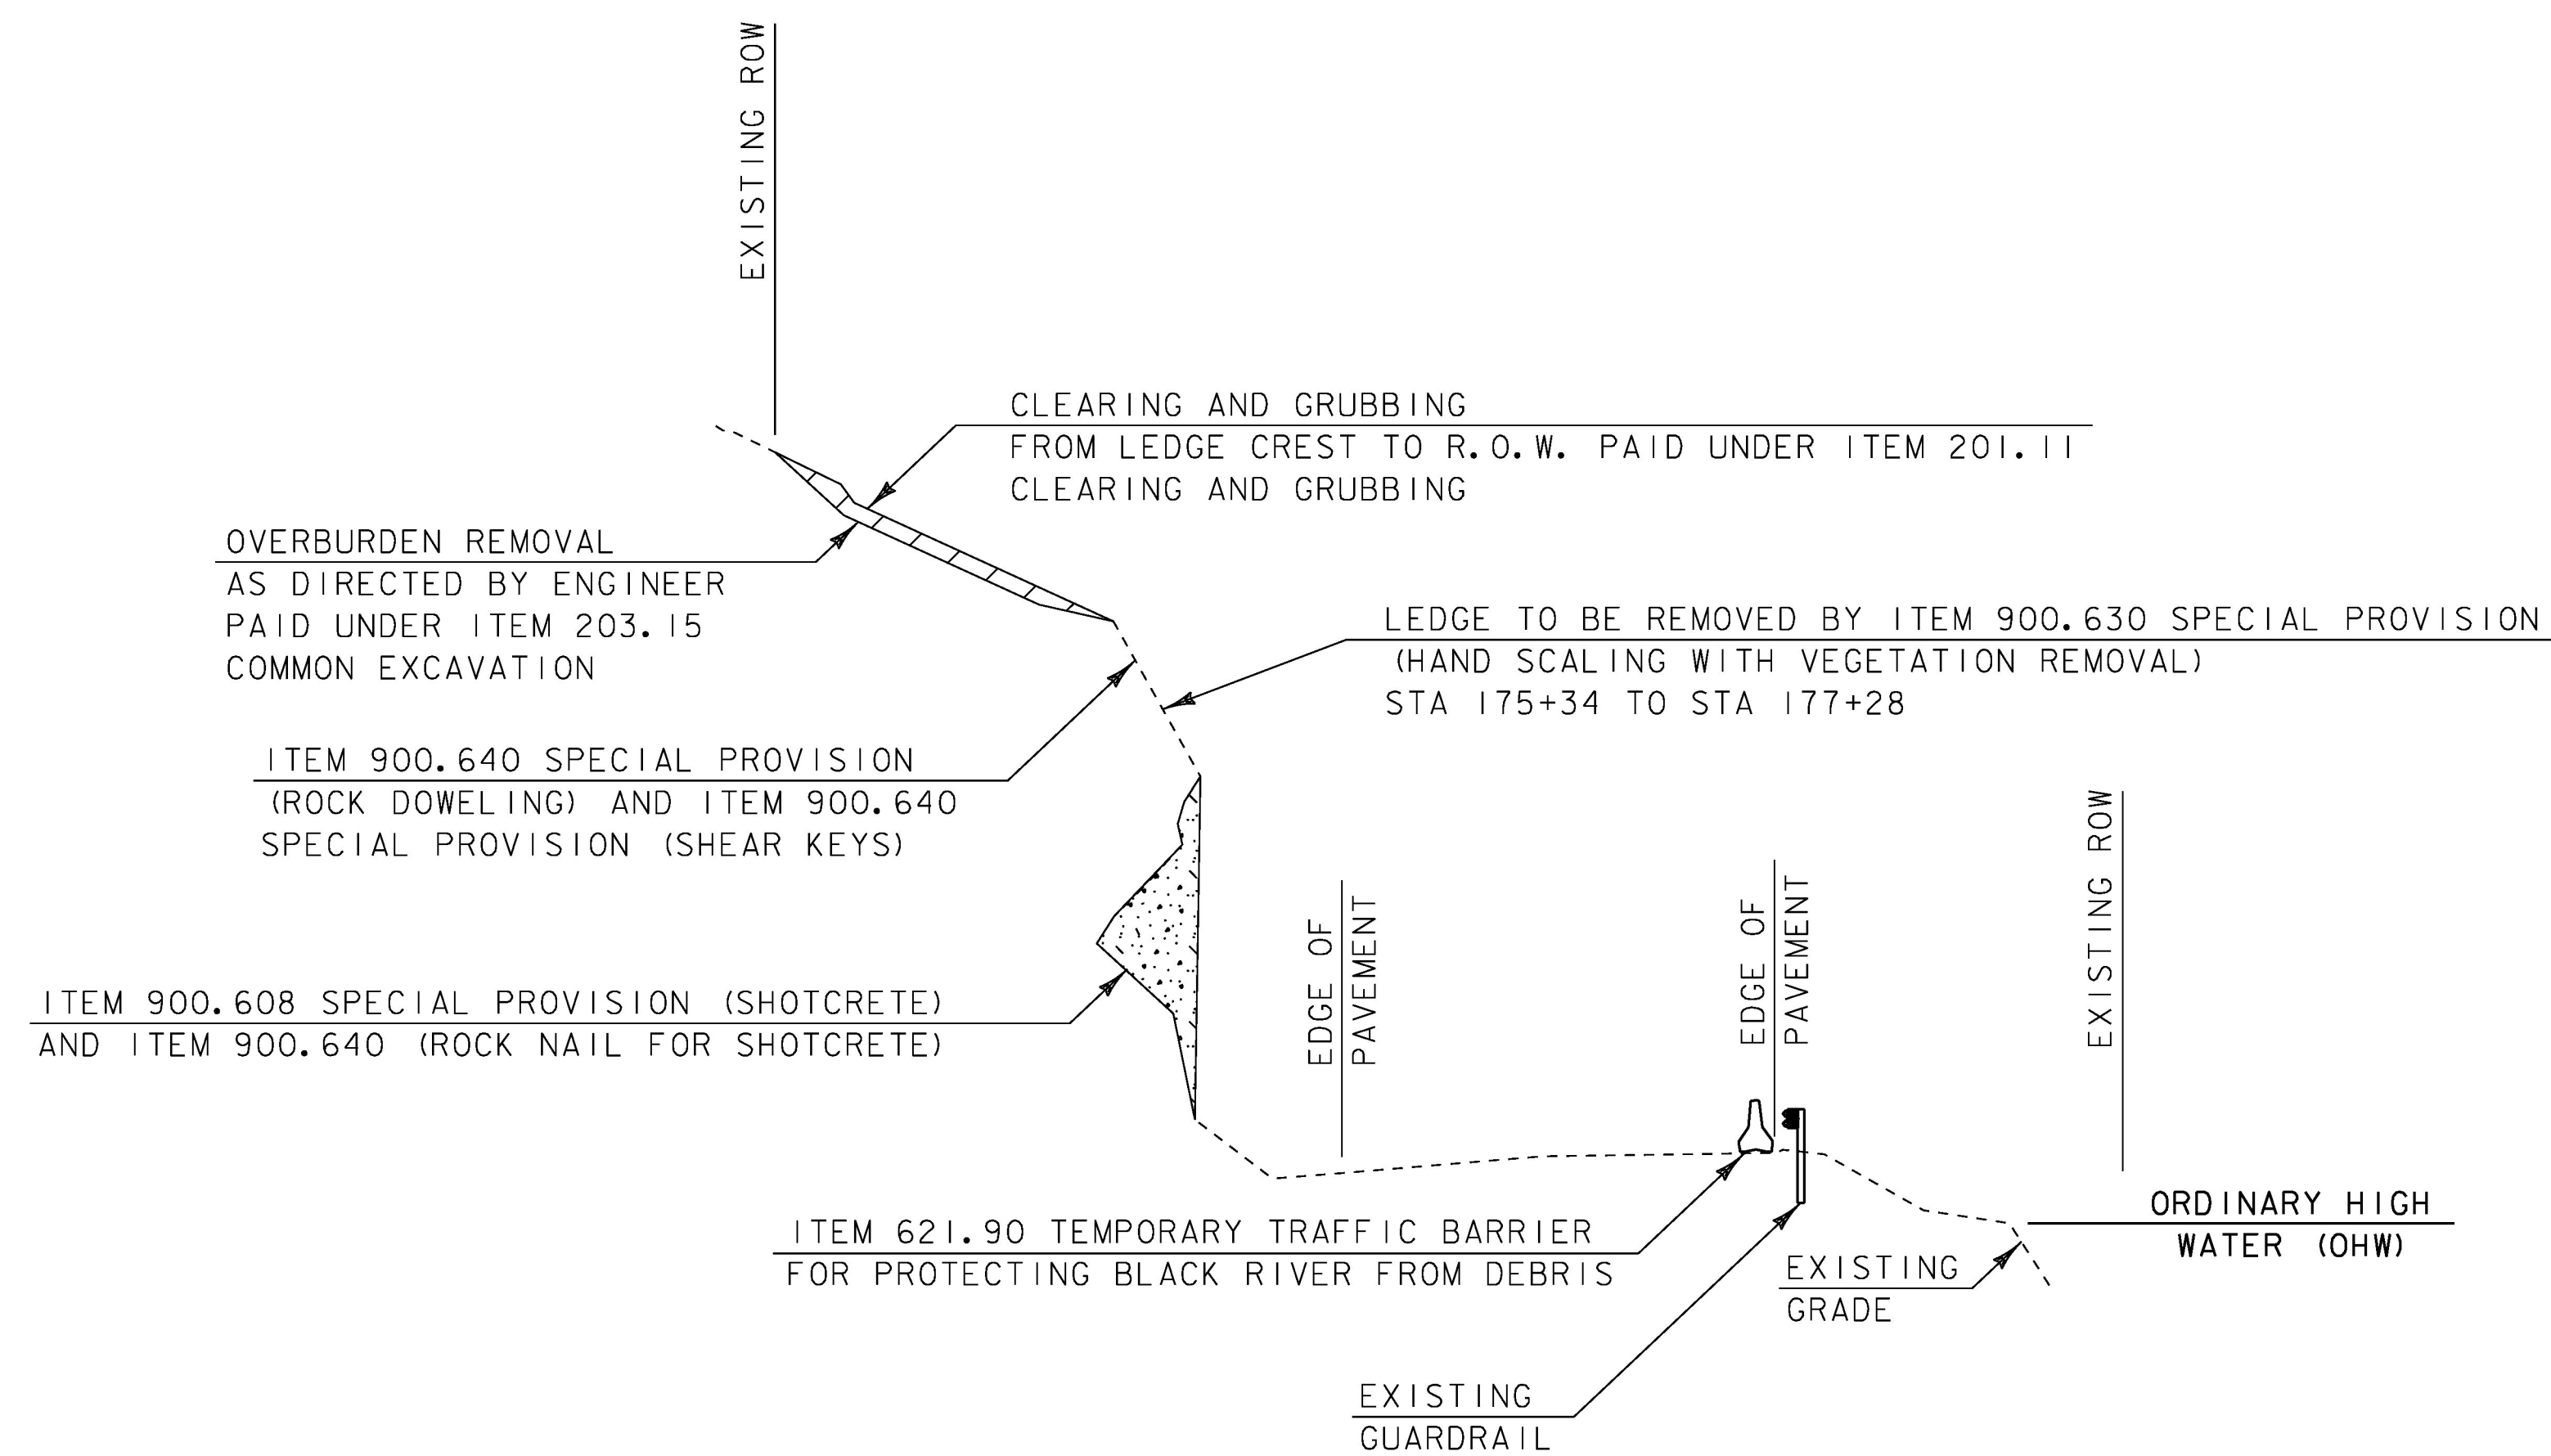 EXISTING ROW
CLEARING AND GRUBBING
FROM LEDGE CREST TO R.O.W. PAID UNDER ITEM 201.11
CLEARING AND GRUBBING
OVERBURDEN REMOVAL
AS DIRECTED BY ENGINEER
PAID UNDER ITEM 203.15
COMMON EXCAVATION
LEDGE TO BE REMOVED BY ITEM 900.630 SPECIAL PROVISION
(HAND SCALING WITH VEGETATION REMOVAL)
STA 175+34 TO STA 177+28
ITEM 900.640 SPECIAL PROVISION
(ROCK DOWELING) AND ITEM 900.640
SPECIAL PROVISION (SHEAR KEYS)
EDGE OF
PAVEMENT
EDGE OF
PAVEMENT
EXISTING ROW
ITEM 900.608 SPECIAL PROVISION (SHOTCRETE)
AND ITEM 900.640 (ROCK NAIL FOR SHOTCRETE)
ORDINARY HIGH
WATER (OHW)
ITEM 621.90 TEMPORARY TRAFFIC BARRIER
FOR PROTECTING BLACK RIVER FROM DEBRIS
EXISTING
GRADE
EXISTING
GUARDRAIL